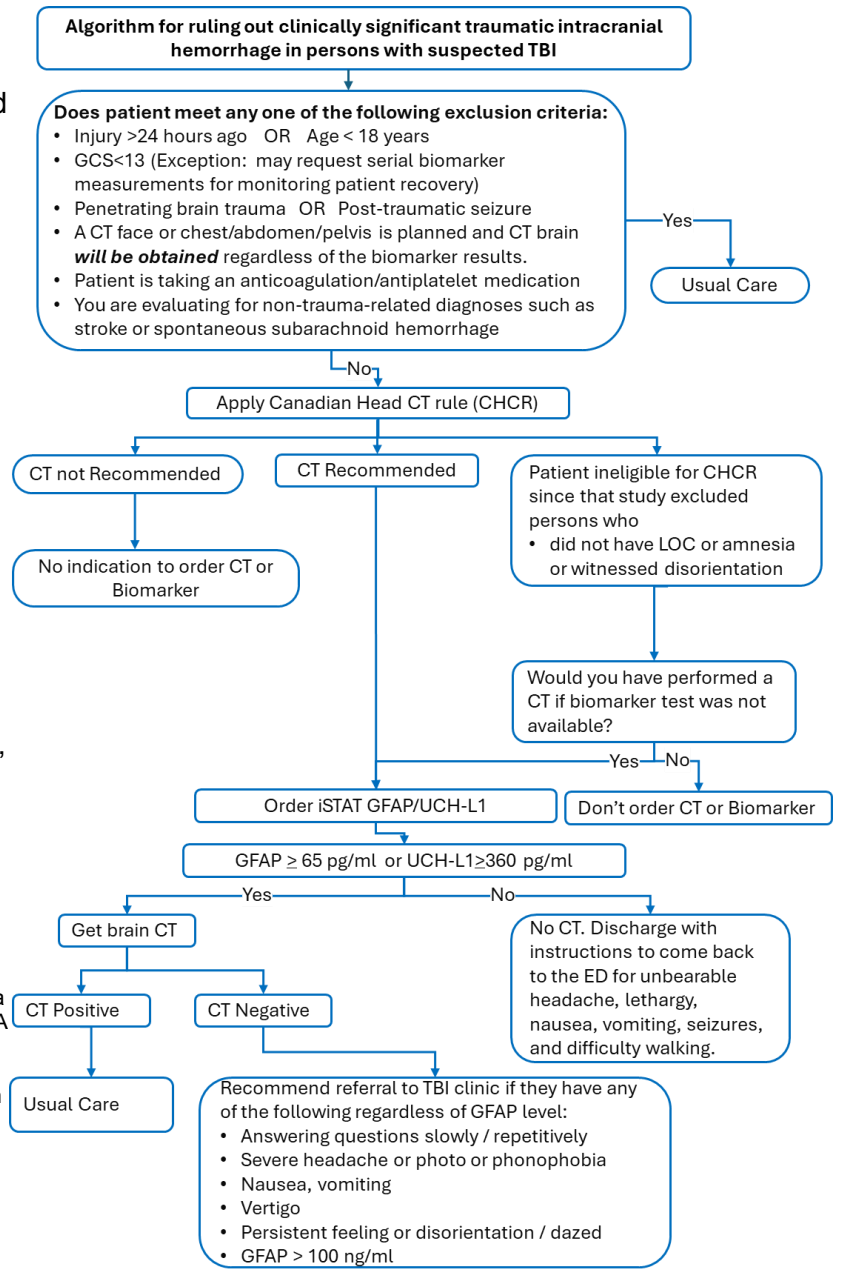 Algorithm for ruling out clinically significant traumatic intracranial
hemorrhage in persons with suspected TBI
d
Does patient meet any one of the following exclusion criteria:
• Injury >24 hours ago OR Age < 18 years
• GCS<13 (Exception: may request serial biomarker
measurements for monitoring patient recovery)
• Penetrating brain trauma OR Post-traumatic seizure
• A CT face or chest/abdomen/pelvis is planned and CT brain
will be obtained regardless of the biomarker results.
• Patient is taking an anticoagulation/antiplatelet medication
• You are evaluating for non-trauma-related diagnoses such as
stroke or spontaneous subarachnoid hemorrhage
Yes
Usual Care
No
Apply Canadian Head CT rule (CHCR)
CT not Recommended
CT Recommended
Patient ineligible for CHCR
since that study excluded
persons who
• did not have LOC or amnesia
or witnessed disorientation
No indication to order CT or
Biomarker
Would you have performed a
CT if biomarker test was not
available?
,
Yes
No
Order iSTAT GFAP/UCH-L1
Don’t order CT or Biomarker
GFAP ≥ 65 pg/ml or UCH-L1≥360 pg/ml
Yes
No
Get brain CT
No CT. Discharge with
instructions to come back
to the ED for unbearable
headache, lethargy,
nausea, vomiting, seizures,
and difficulty walking.
a
A
CT Positive
CT Negative
Usual Care
Recommend referral to TBI clinic if they have any
of the following regardless of GFAP level:
• Answering questions slowly / repetitively
• Severe headache or photo or phonophobia
• Nausea, vomiting
• Vertigo
• Persistent feeling or disorientation / dazed
• GFAP > 100 ng/ml